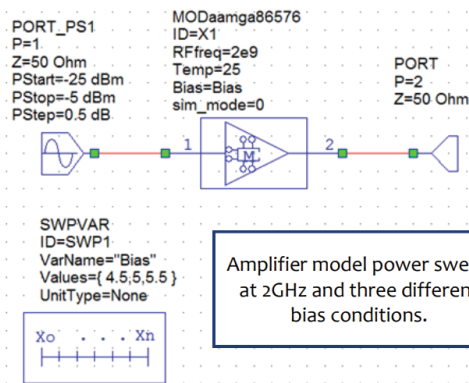 PORT_PS1
P=1
Z=50 Ohm
PStart=-25 dBm
PStop=-5 dBm
PStep=0.5 dB
MODaamga86576
ID=X1
RFfreq=2e9
Temp=25
Bias=Bias
sim_mode=0
PORT
P=2
Z=50 Ohm
1
M
2
SWPVAR
ID=SWP1
VarName="Bias"
Values={ 4.5,5,5.5 }
UnitType=None
Xo . . . Xn
Amplifier model power swe
at 2GHz and three differen
bias conditions.